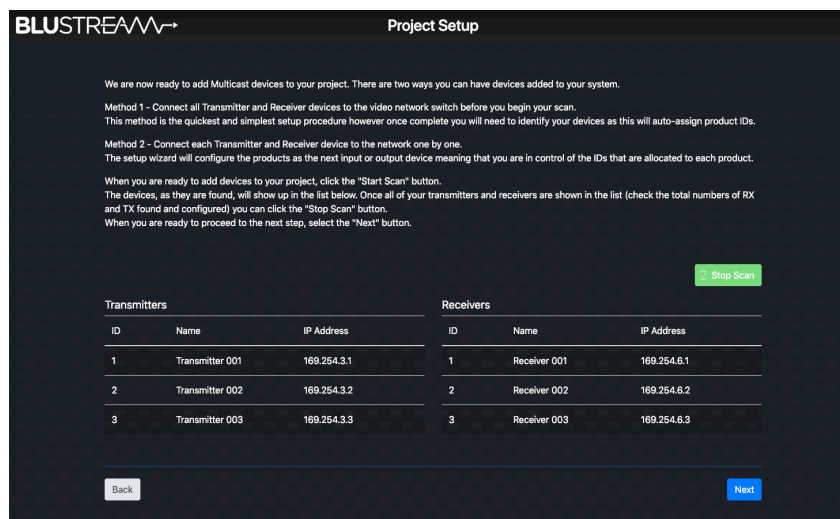 BLUSTREAM
Project Setup
We are now ready to add Multicast devices to your project. There are two ways you can have devices added to your system.
Method 1 - Connect all Transmitter and Receiver devices to the video network switch before you begin your scan.
This method is the quickest and simplest setup procedure however once complete you will need to identify your devices as this will auto-assign product IDs.
Method 2 - Connect each Transmitter and Receiver device to the network one by one.
The setup wizard will configure the products as the next input or output device meaning that you are in control of the IDs that are allocated to each product.
When you are ready to add devices to your project, click the "Start Scan" button.
The devices, as they are found, will show up in the list below. Once all of your transmitters and receivers are shown in the list (check the total numbers of RX
and TX found and configured) you can click the "Stop Scan" button.
When you are ready to proceed to the next step, select the "Next" button.
Stop Scan
Transmitters
ID Name IP Address
1 Transmitter 001 169.254.3.1
2 Transmitter 002 169.254.3.2
3 Transmitter 003 169.254.3.3
Receivers
ID Name IP Address
1 Receiver 001 169.254.6.1
2 Receiver 002 169.254.6.2
3 Receiver 003 169.254.6.3
Back
Next